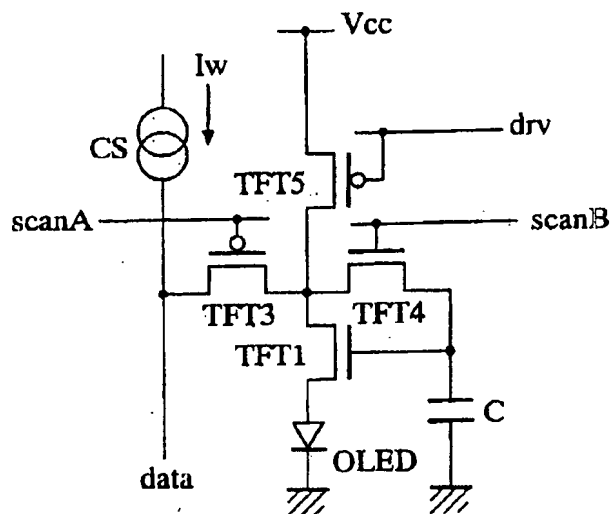 Vcc
Iw
CS
drv
TFT5
scanA
scanB
TFT3
TFT4
TFT1
C
OLED
data